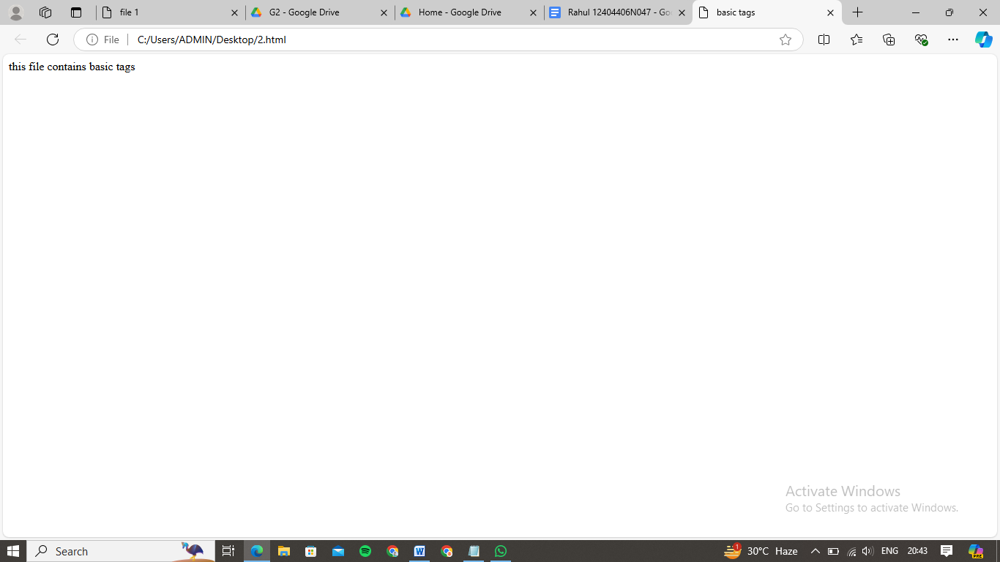 file 1
G2 - Google Drive
Home - Google Drive
Rahul 12404406N047 - Go
basic tags
File
C:/Users/ADMIN/Desktop/2.html
this file contains basic tags
Activate Windows
Go to Settings to activate Windows.
Search
W
1
30°C Haze
ENG
20:43
PRE